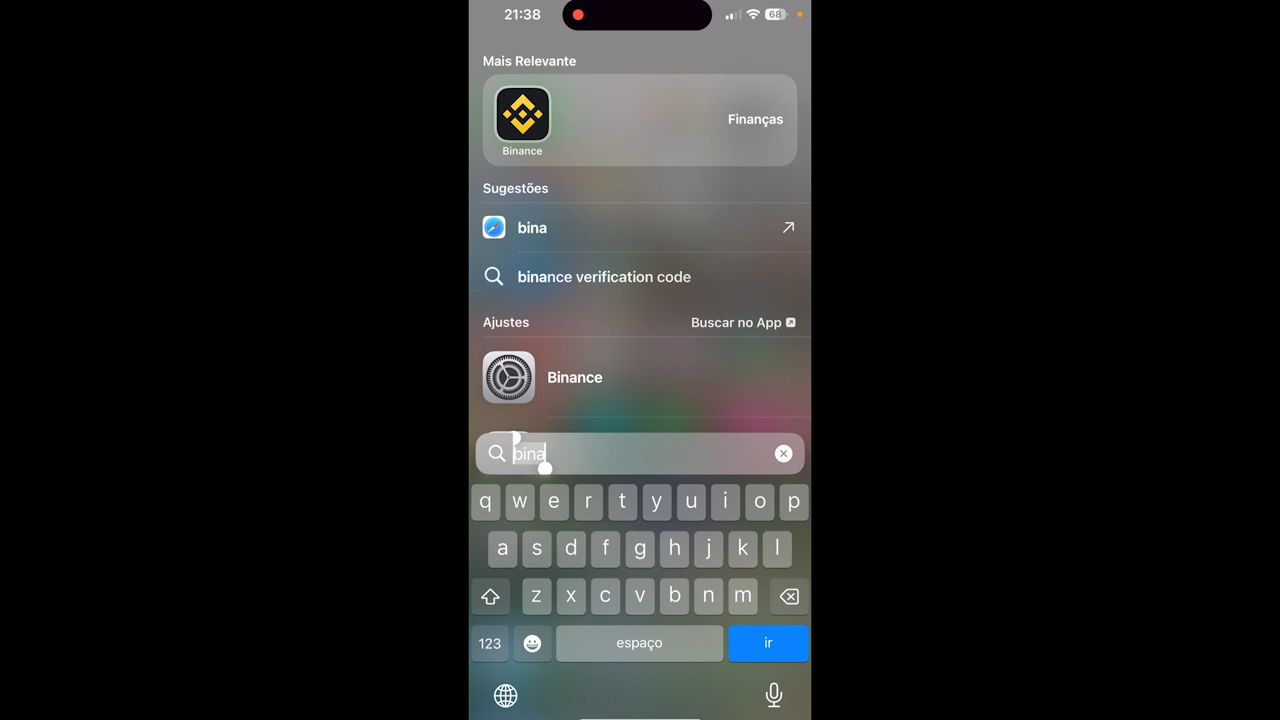 21:38
68
Mais Relevante
Binance
Finanças
Sugestões
bina
binance verification code
Ajustes
Buscar no App
Binance
bina
q w e r t y u i o p
a s d f g h j k l
z x c v b n m
123
espaço
ir